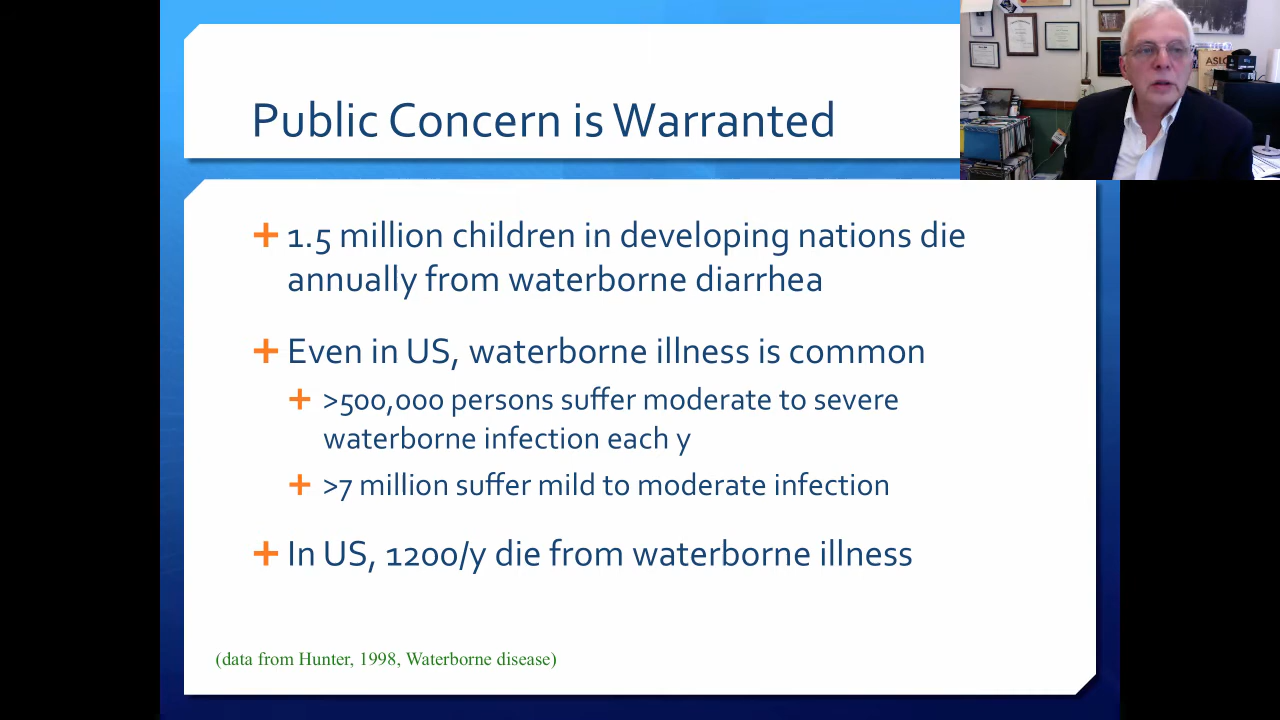 Public Concern is Warranted
1.5 million children in developing nations die
annually from waterborne diarrhea
Even in US, waterborne illness is common
>500,000 persons suffer moderate to severe
waterborne infection each y
>7 million suffer mild to moderate infection
In US, 1200/y die from waterborne illness
(data from Hunter, 1998, Waterborne disease)